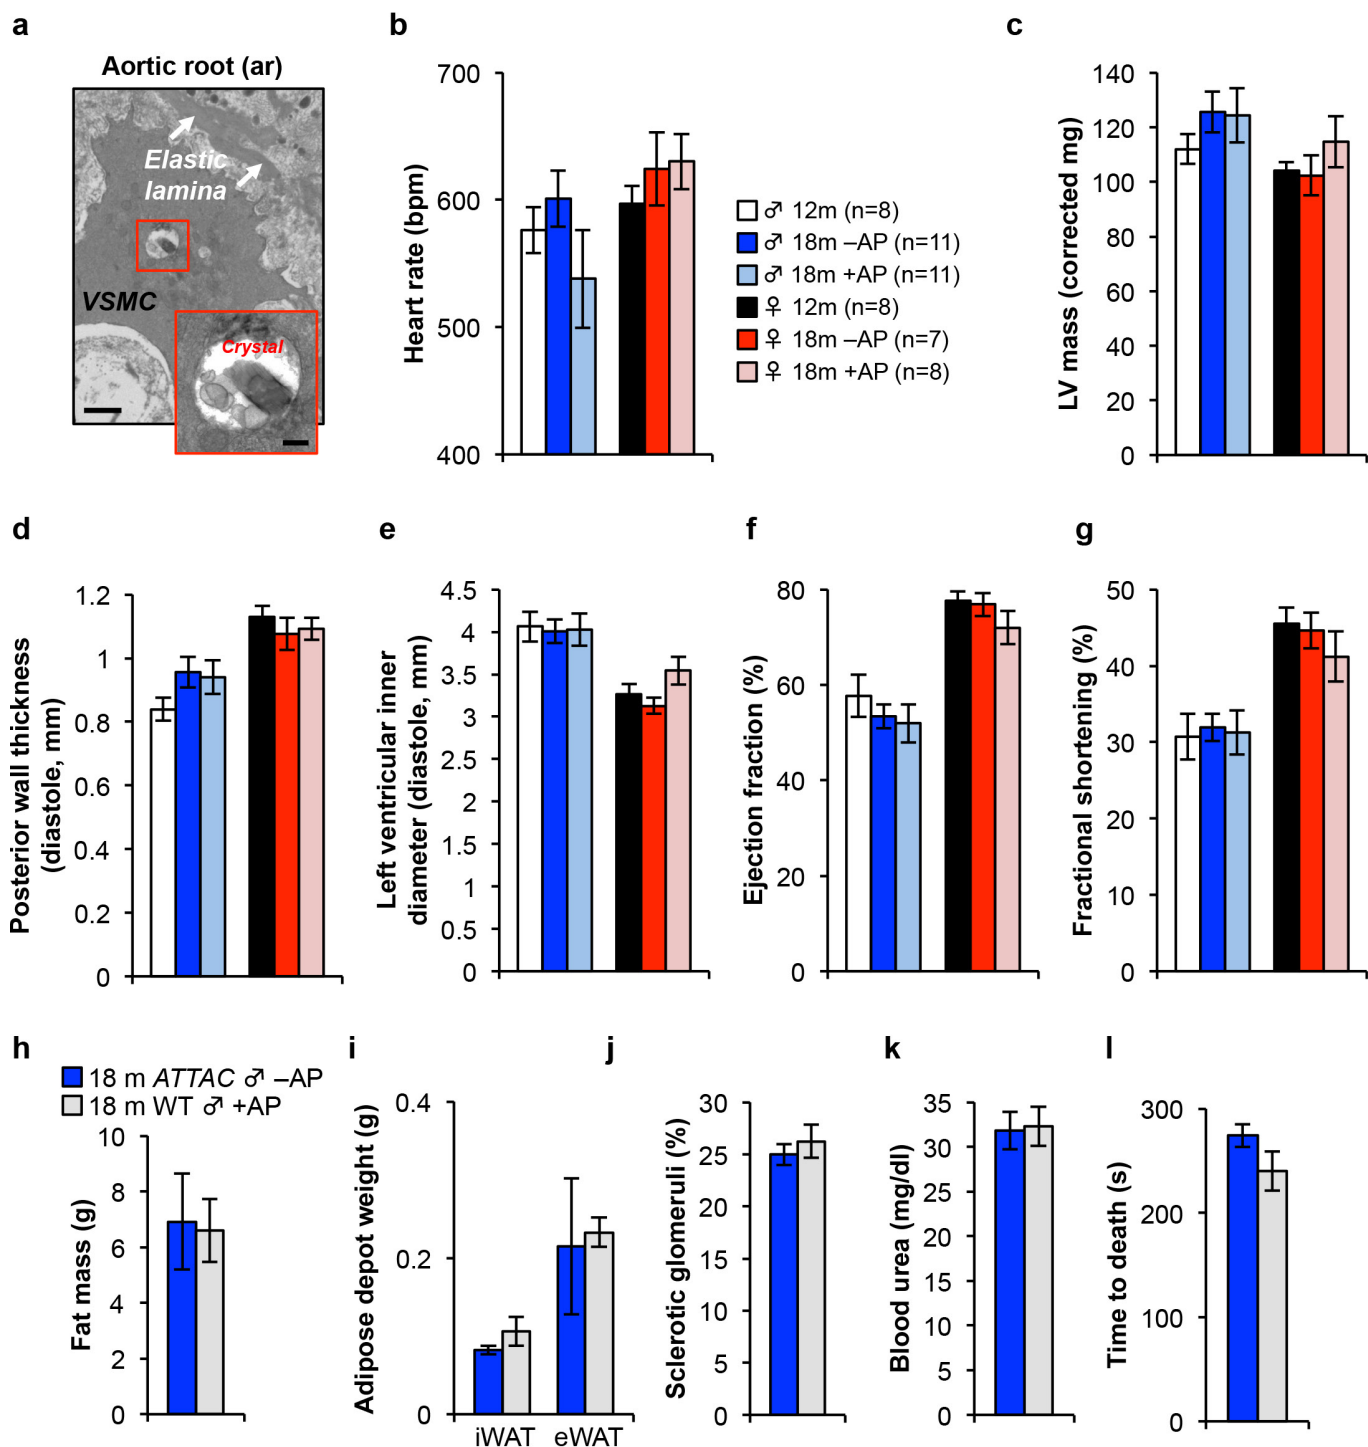 a
Aortic root (ar)
Elastic
lamina
VSMC
Crystal
b
Heart rate (bpm)
700
600
500
400
♂ 12m (n=8)
♂ 18m –AP (n=11)
♂ 18m +AP (n=11)
♀ 12m (n=8)
♀ 18m –AP (n=7)
♀ 18m +AP (n=8)
c
LV mass (corrected mg)
140
120
100
80
60
40
20
0
d
Posterior wall thickness
(diastole, mm)
1.2
1
0.8
0.6
0.4
0.2
0
e
Left ventricular inner
diameter (diastole, mm)
4.5
4
3.5
3
2.5
2
1.5
1
0.5
0
f
Ejection fraction (%)
80
60
40
20
0
g
Fractional shortening (%)
50
40
30
20
10
0
h
18 m ATTAC ♂ –AP
18 m WT ♂ +AP
Fat mass (g)
10
8
6
4
2
0
i
Adipose depot weight (g)
0.4
0.2
0
iWAT eWAT
j
Sclerotic glomeruli (%)
30
25
20
15
10
5
0
k
Blood urea (mg/dl)
35
30
25
20
15
10
5
0
l
Time to death (s)
300
200
100
0